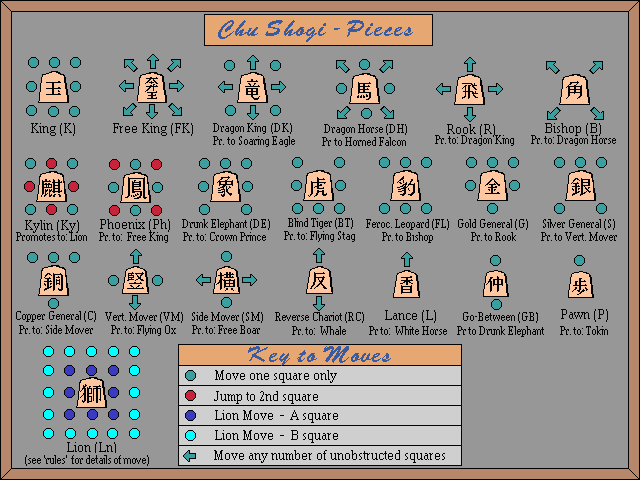 Chu Shogi - Pieces
玉
King (K)
奔王
Free King (FK)
竜
Dragon King (DK)
Pr. to Soaring Eagle
馬
Dragon Horse (DH)
Pr. to Horned Falcon
飛
Rook (R)
Pr. to: Dragon King
角
Bishop (B)
Pr. to: Dragon Horse
麒
Kylin (Ky)
Promotes to: Lion
鳳
Phoenix (Ph)
Pr. to: Free King
象
Drunk Elephant (DE)
Pr. to: Crown Prince
虎
Blind Tiger (BT)
Pr. to: Flying Stag
豹
Feroc. Leopard (FL)
Pr. to Bishop
金
Gold General (G)
Pr. to Rook
銀
Silver General (S)
Pr. to Vert. Mover
銅
Copper General (C)
Pr. to: Side Mover
竪
Vert. Mover (VM)
Pr. to: Flying Ox
横
Side Mover (SM)
Pr. to: Free Boar
反
Reverse Chariot (RC)
Pr. to: Whale
香
Lance (L)
Pr. to: White Horse
仲
Go-Between (GB)
Pr to Drunk Elephant
歩
Pawn (P)
Pr. to: Tokin
獅
Lion (Ln)
(see 'rules' for details of move)
Key to Moves
Move one square only
Jump to 2nd square
Lion Move - A square
Lion Move - B square
Move any number of unobstructed squares